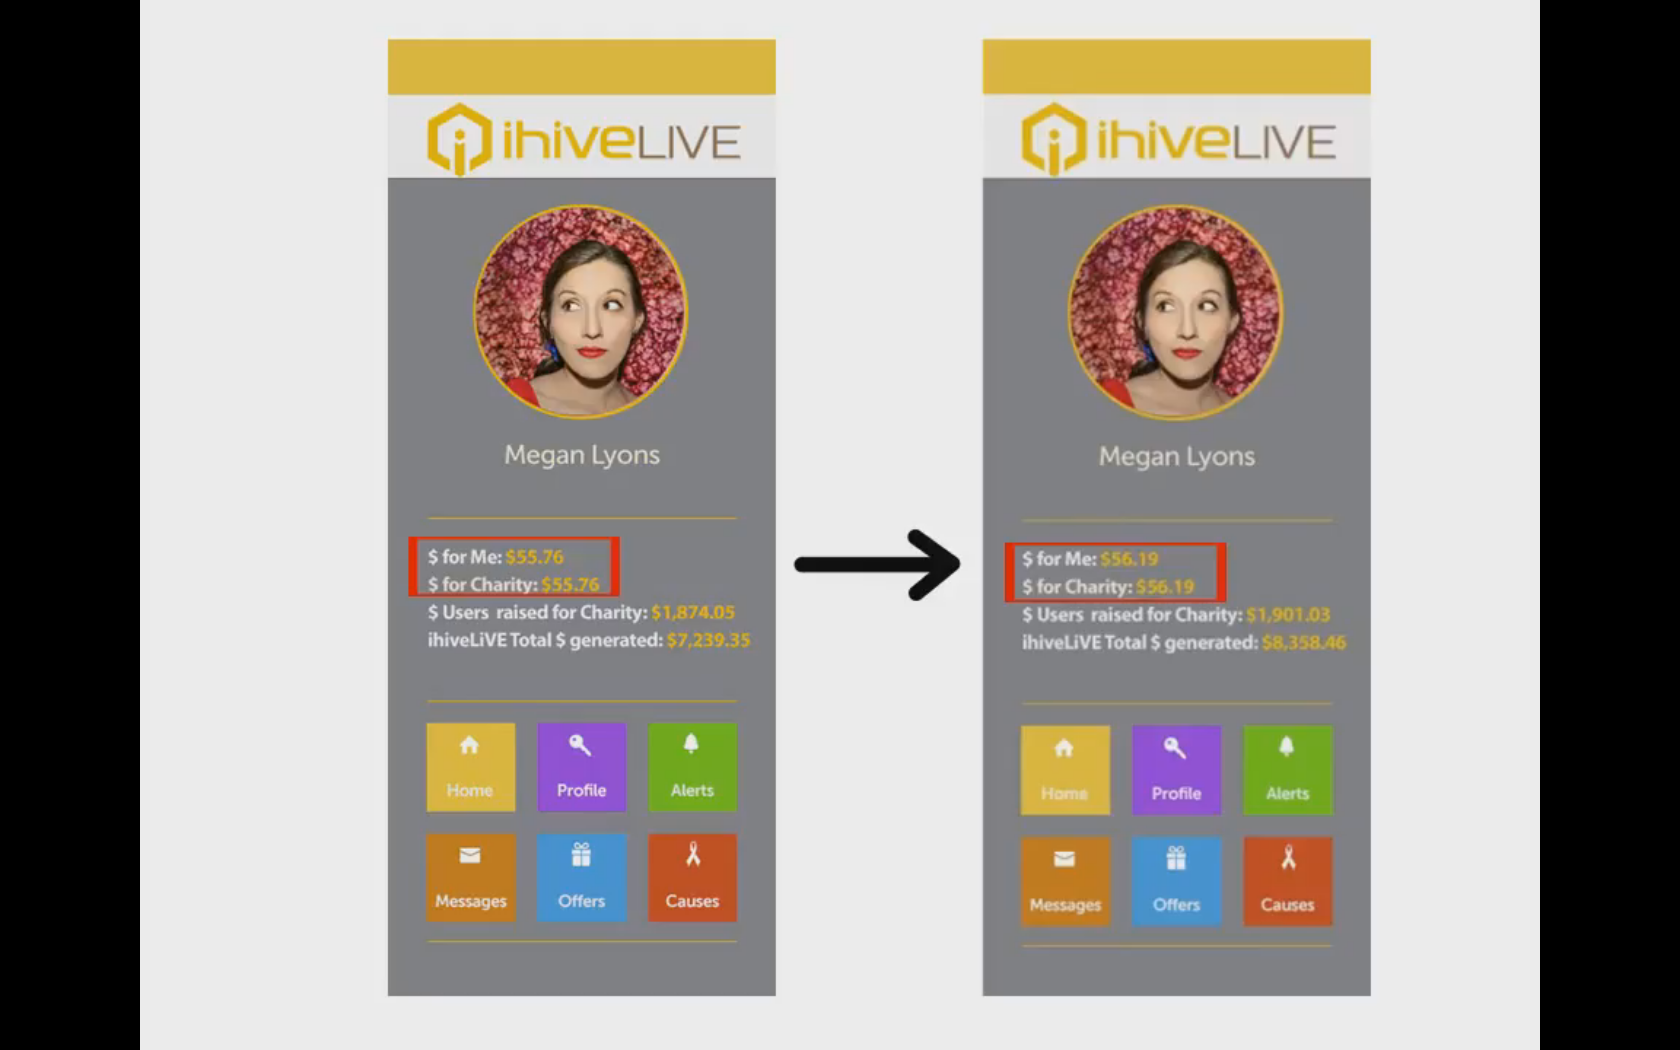 ihiveLIVE
Megan Lyons
$ for Me: $55.76
$ for Charity: $55.76
$ Users raised for Charity: $1,874.05
ihiveLiVE Total $ generated: $7,239.35
Home Profile Alerts
Messages Offers Causes
ihiveLIVE
Megan Lyons
$ for Me: $56.19
$ for Charity: $56.19
$ Users raised for Charity: $1,901.03
ihiveLiVE Total $ generated: $8,358.46
Home Profile Alerts
Messages Offers Causes